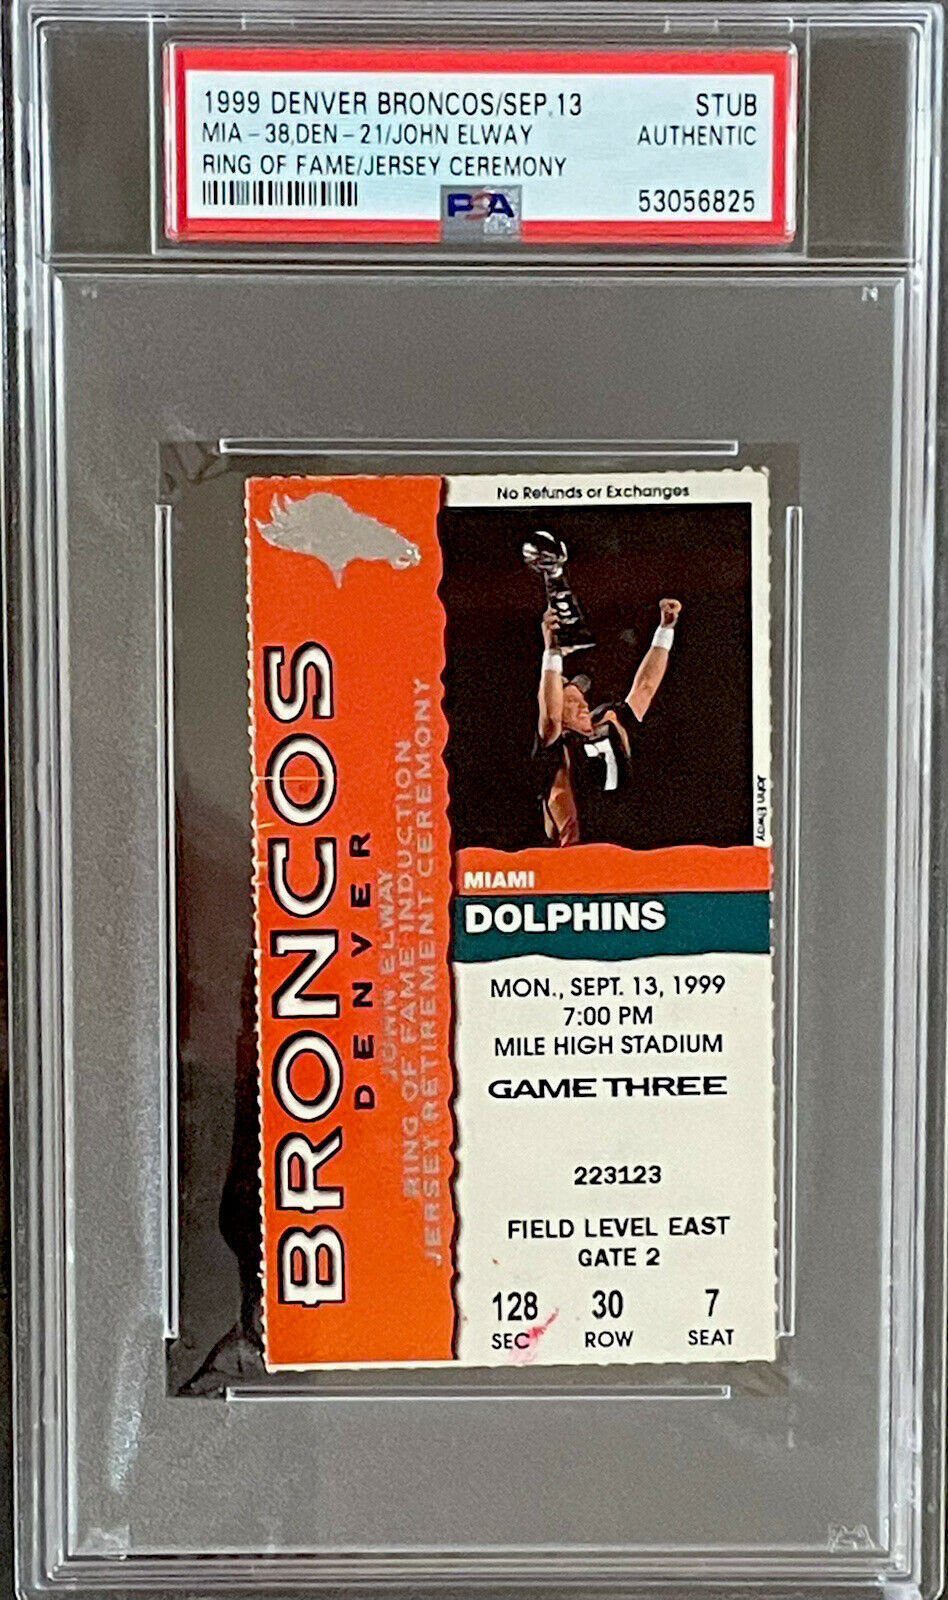 1999 DENVER BRONCOS/SEP.13 STUB
MIA-38,DEN-21/JOHN ELWAY AUTHENTIC
RING OF FAME/JERSEY CEREMONY
PSA 53056825
No Refunds or Exchanges
BRONCOS
DENVER
JOHN ELWAY
RING OF FAME INDUCTION
JERSEY RETIREMENT CEREMONY
7
John Elway
MIAMI
DOLPHINS
MON., SEPT. 13, 1999
7:00 PM
MILE HIGH STADIUM
GAME THREE
223123
FIELD LEVEL EAST
GATE 2
128 30 7
SEC ROW SEAT